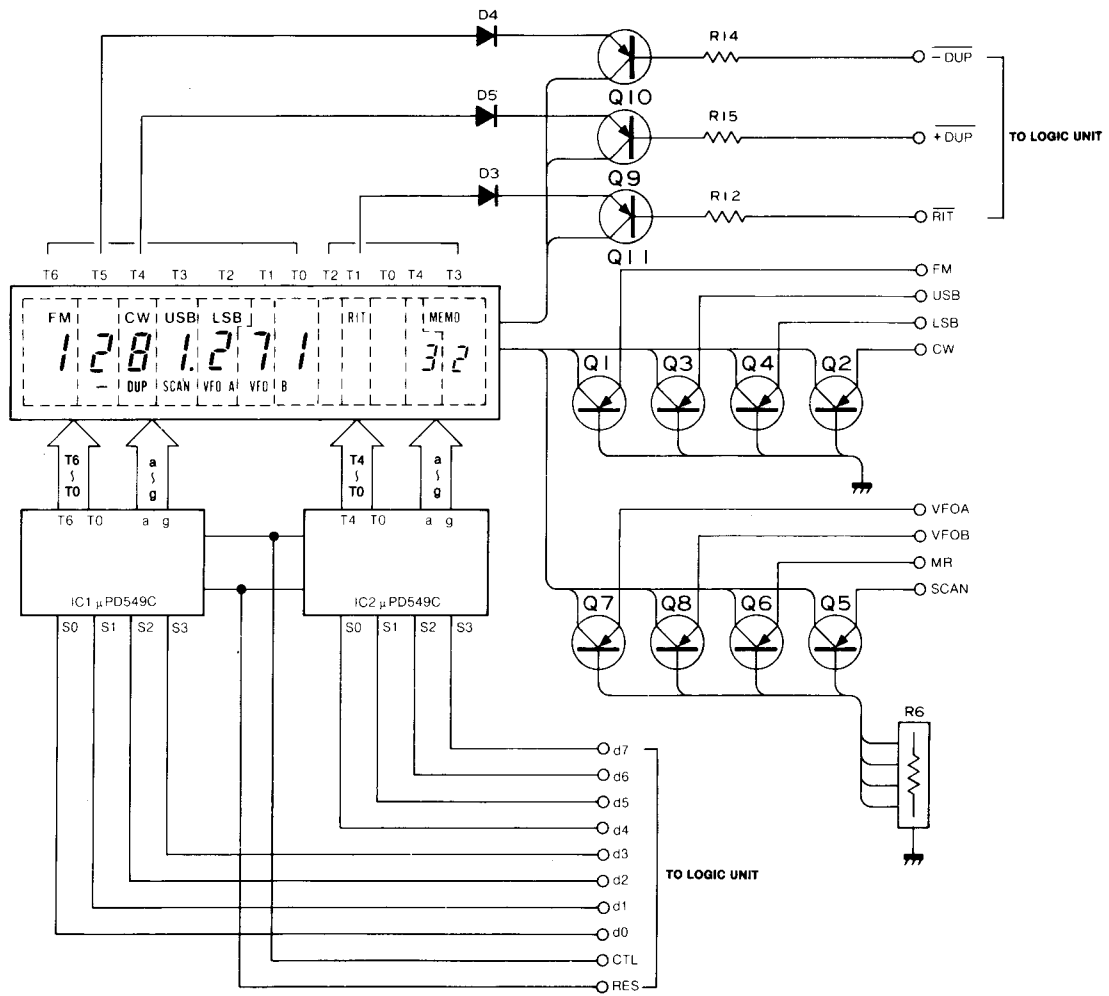 D4
R14
DUP
Q10
D5
R15
+ DUP
TO LOGIC UNIT
D3
Q9
R12
RIT
Q11
T6 T5 T4 T3 T2 T1 T0 T2 T1 T0 T4 T3
FM CW USB LSB RIT MEMO
1 2 8 1. 2 7 1 3 2
– DUP SCAN VFO A VFO B
FM
USB
LSB
CW
Q1 Q3 Q4 Q2
T6 ~ T0
a ~ g
T4 ~ T0
a ~ g
T6 T0 a g
T4 T0 a g
IC1 μPD549C
IC2 μPD549C
S0 S1 S2 S3
S0 S1 S2 S3
VFOA
VFOB
MR
SCAN
Q7 Q8 Q6 Q5
R6
d7
d6
d5
d4
d3
d2
d1
d0
CTL
RES
TO LOGIC UNIT